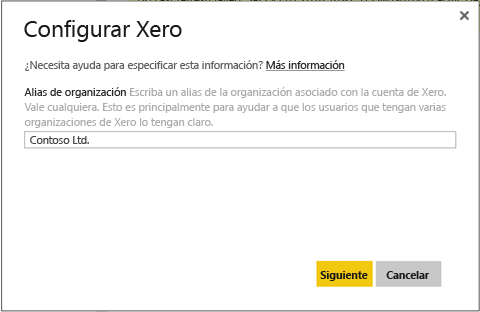 Configurar Xero
¿Necesita ayuda para especificar esta información? Más información
Alias de organización Escriba un alias de la organización asociado con la cuenta de Xero.
Vale cualquiera. Esto es principalmente para ayudar a que los usuarios que tengan varias
organizaciones de Xero lo tengan claro.
Contoso Ltd.
Siguiente Cancelar